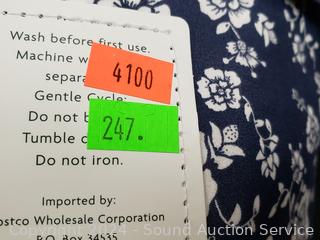 Wash before first use.
Machine w
4100
separa
Gentle Cycle.
Do not b
247.
Tumble
Do not iron.
Imported by:
ostco Wholesale Corporation
P.O. Box 34535
Copyright 2024 - Sound Auction Service